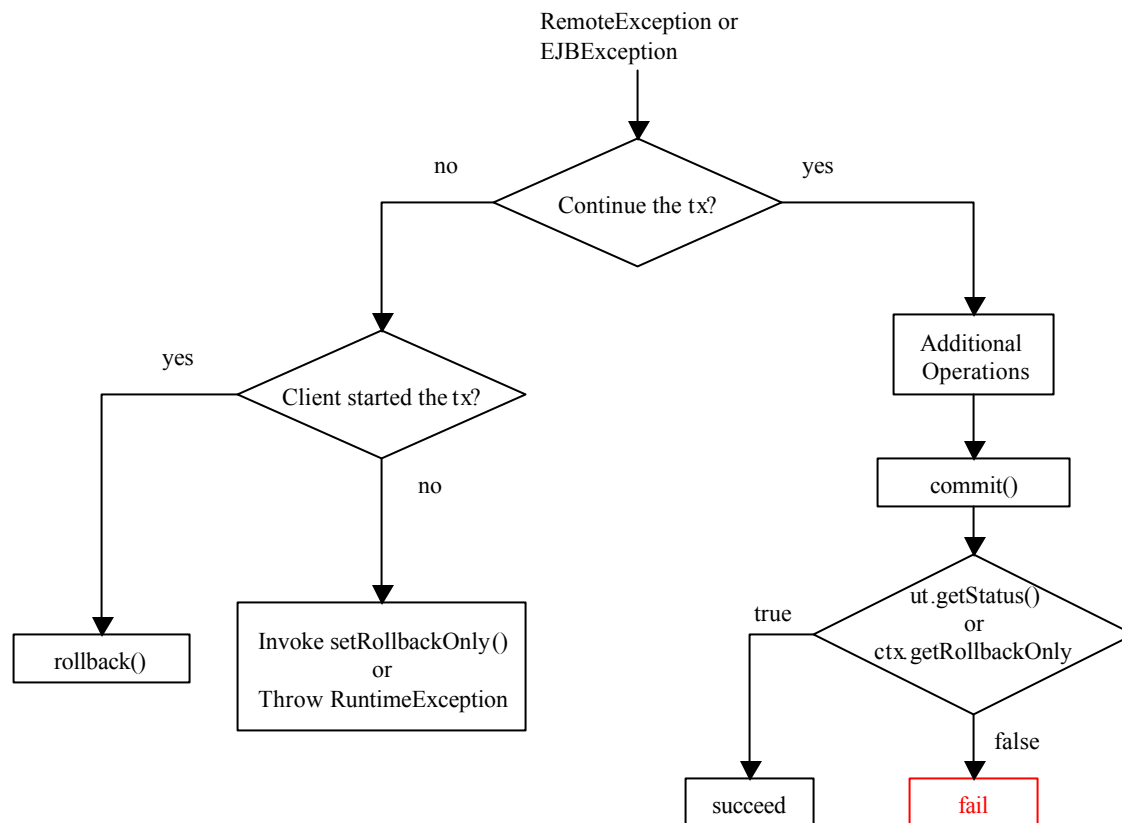 RemoteException or
EJBException
no
yes
Continue the tx?
yes
Client started the tx?
no
Additional
Operations
commit()
rollback()
Invoke setRollbackOnly()
or
Throw RuntimeException
true
ut.getStatus()
or
ctx.getRollbackOnly
false
succeed
fail